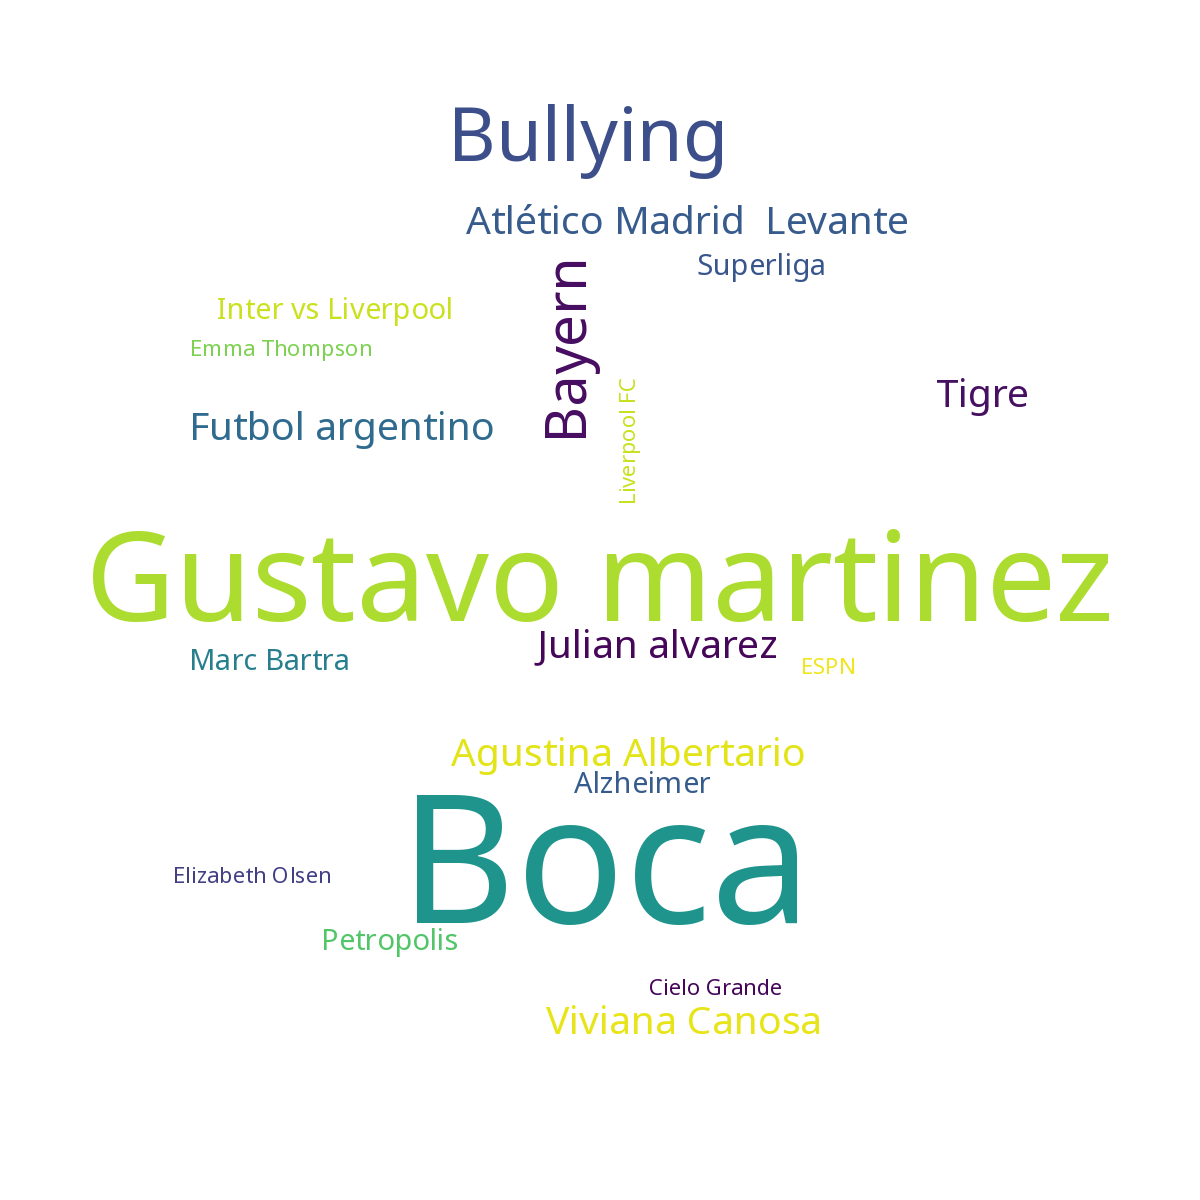 Bullying
Atlético Madrid  Levante
Superliga
Bayern
Inter vs Liverpool
Emma Thompson
Liverpool FC
Tigre
Futbol argentino
Gustavo martinez
Julian alvarez
Marc Bartra
ESPN
Agustina Albertario
Alzheimer
Boca
Elizabeth Olsen
Petropolis
Cielo Grande
Viviana Canosa